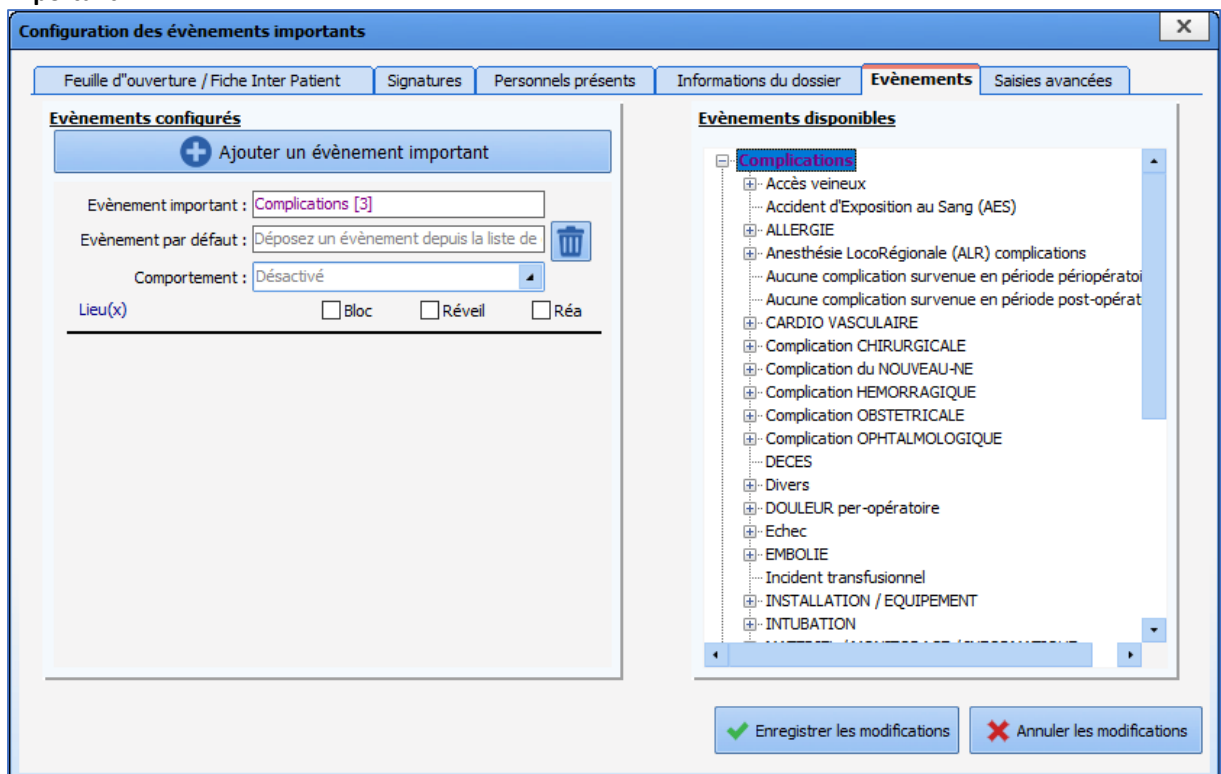 Configuration des évènements importants
Feuille d"ouverture / Fiche Inter Patient
Signatures
Personnels présents
Informations du dossier
Evènements
Saisies avancées
Evènements configurés
Ajouter un évènement important
Evènement important : Complications [3]
Evènement par défaut : Déposez un évènement depuis la liste de
Comportement : Désactivé
Lieu(x) Bloc Réveil Réa
Evènements disponibles
Complications
Accès veineux
Accident d'Exposition au Sang (AES)
ALLERGIE
Anesthésie LocoRégionale (ALR) complications
Aucune complication survenue en période périopératoi
Aucune complication survenue en période post-opérat
CARDIO VASCULAIRE
Complication CHIRURGICALE
Complication du NOUVEAU-NE
Complication HEMORRAGIQUE
Complication OBSTETRICALE
Complication OPHTALMOLOGIQUE
DECES
Divers
DOULEUR per-opératoire
Echec
EMBOLIE
Incident transfusionnel
INSTALLATION / EQUIPEMENT
INTUBATION
Enregistrer les modifications
Annuler les modifications